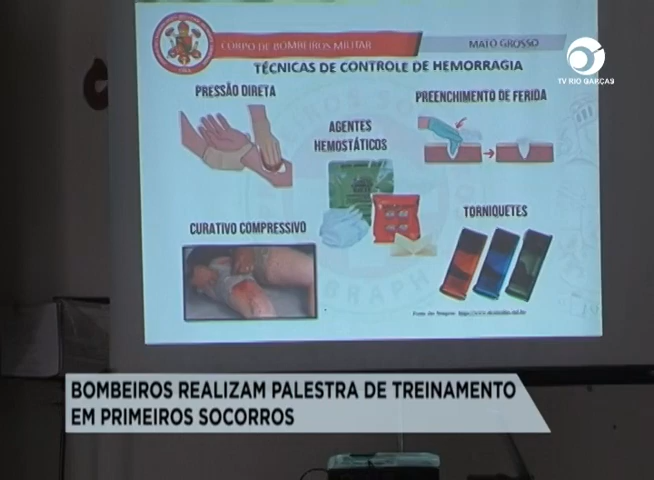 CORPO DE BOMBEIROS MILITAR
MATO GROSSO
TV RIO GARÇAS
TÉCNICAS DE CONTROLE DE HEMORRAGIA
PRESSÃO DIRETA
PREENCHIMENTO DE FERIDA
AGENTES
HEMOSTÁTICOS
CURATIVO COMPRESSIVO
TORNIQUETES
BOMBEIROS REALIZAM PALESTRA DE TREINAMENTO
EM PRIMEIROS SOCORROS